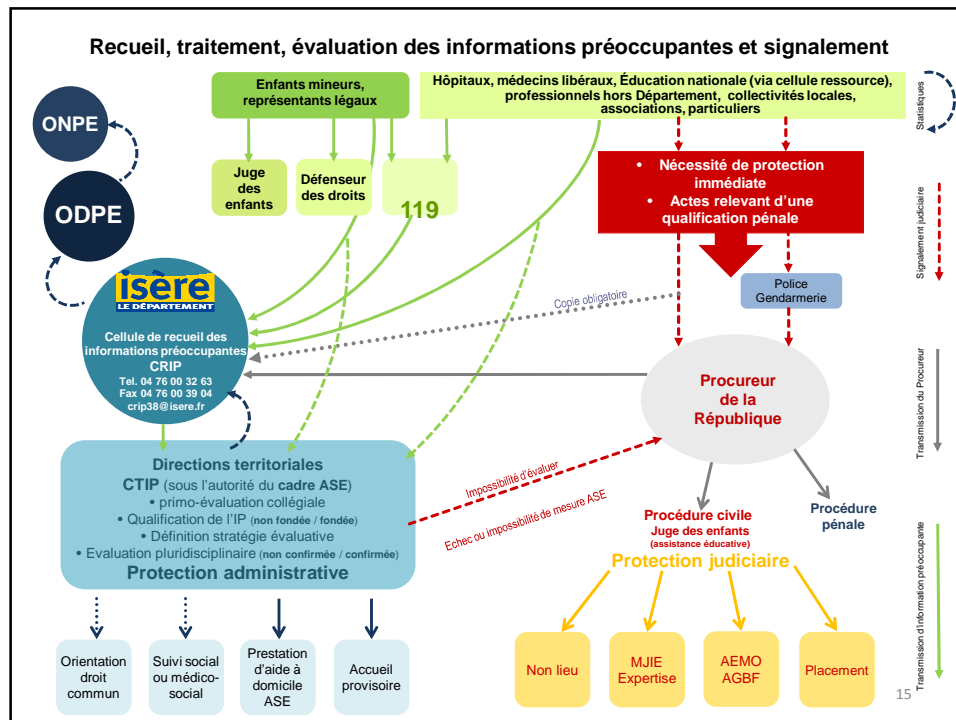 Recueil, traitement, évaluation des informations préoccupantes et signalement
ONPE
ODPE
Enfants mineurs,
représentants légaux
Hôpitaux, médecins libéraux, Éducation nationale (via cellule ressource),
professionnels hors Département, collectivités locales,
associations, particuliers
Statistiques
Juge
des
enfants
Défenseur
des droits
119
• Nécessité de protection
immédiate
• Actes relevant d'une
qualification pénale
Signalement judiciaire
isère
LE DÉPARTEMENT
Cellule de recueil des
informations préoccupantes
CRIP
Tel. 04 76 00 32 63
Fax 04 76 00 39 04
crip38@isere.fr
Copie obligatoire
Police
Gendarmerie
Procureur
de la
République
Transmission du Procureur
Directions territoriales
CTIP (sous l'autorité du cadre ASE)
• primo-évaluation collégiale
• Qualification de l'IP (non fondée / fondée)
• Définition stratégie évaluative
• Evaluation pluridisciplinaire (non confirmée / confirmée)
Protection administrative
Impossibilité d'évaluer
Echec ou impossibilité de mesure ASE
Procédure civile
Juge des enfants
(assistance éducative)
Protection judiciaire
Procédure
pénale
Transmission d'Information préoccupante
Orientation
droit
commun
Suivi social
ou médico-
social
Prestation
d'aide à
domicile
ASE
Accueil
provisoire
Non lieu
MJIE
Expertise
AEMO
AGBF
Placement
15